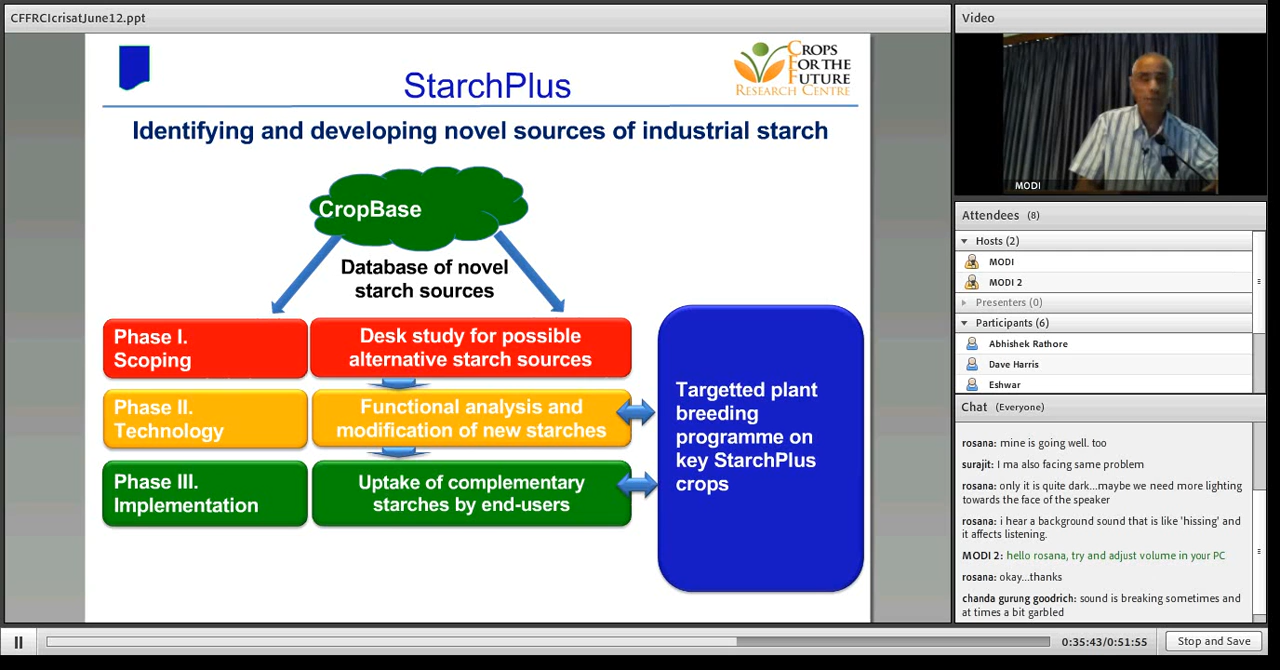 CFFRCIcrisatJune12.ppt
StarchPlus
CROPS
FOR THE
FUTURE
RESEARCH CENTRE
Identifying and developing novel sources of industrial starch
CropBase
Database of novel
starch sources
Phase I.
Scoping
Desk study for possible
alternative starch sources
Phase II.
Technology
Functional analysis and
modification of new starches
Phase III.
Implementation
Uptake of complementary
starches by end-users
Targetted plant
breeding
programme on
key StarchPlus
crops
Video
MODI
Attendees (8)
Hosts (2)
MODI
MODI 2
Presenters (0)
Participants (6)
Abhishek Rathore
Dave Harris
Eshwar
Chat (Everyone)
rosana: mine is going well. too
surajit: I ma also facing same problem
rosana: only it is quite dark...maybe we need more lighting
towards the face of the speaker
rosana: i hear a background sound that is like 'hissing' and
it affects listening.
MODI 2: hello rosana, try and adjust volume in your PC
rosana: okay...thanks
chanda gurung goodrich: sound is breaking sometimes and
at times a bit garbled
0:35:43/0:51:55
Stop and Save